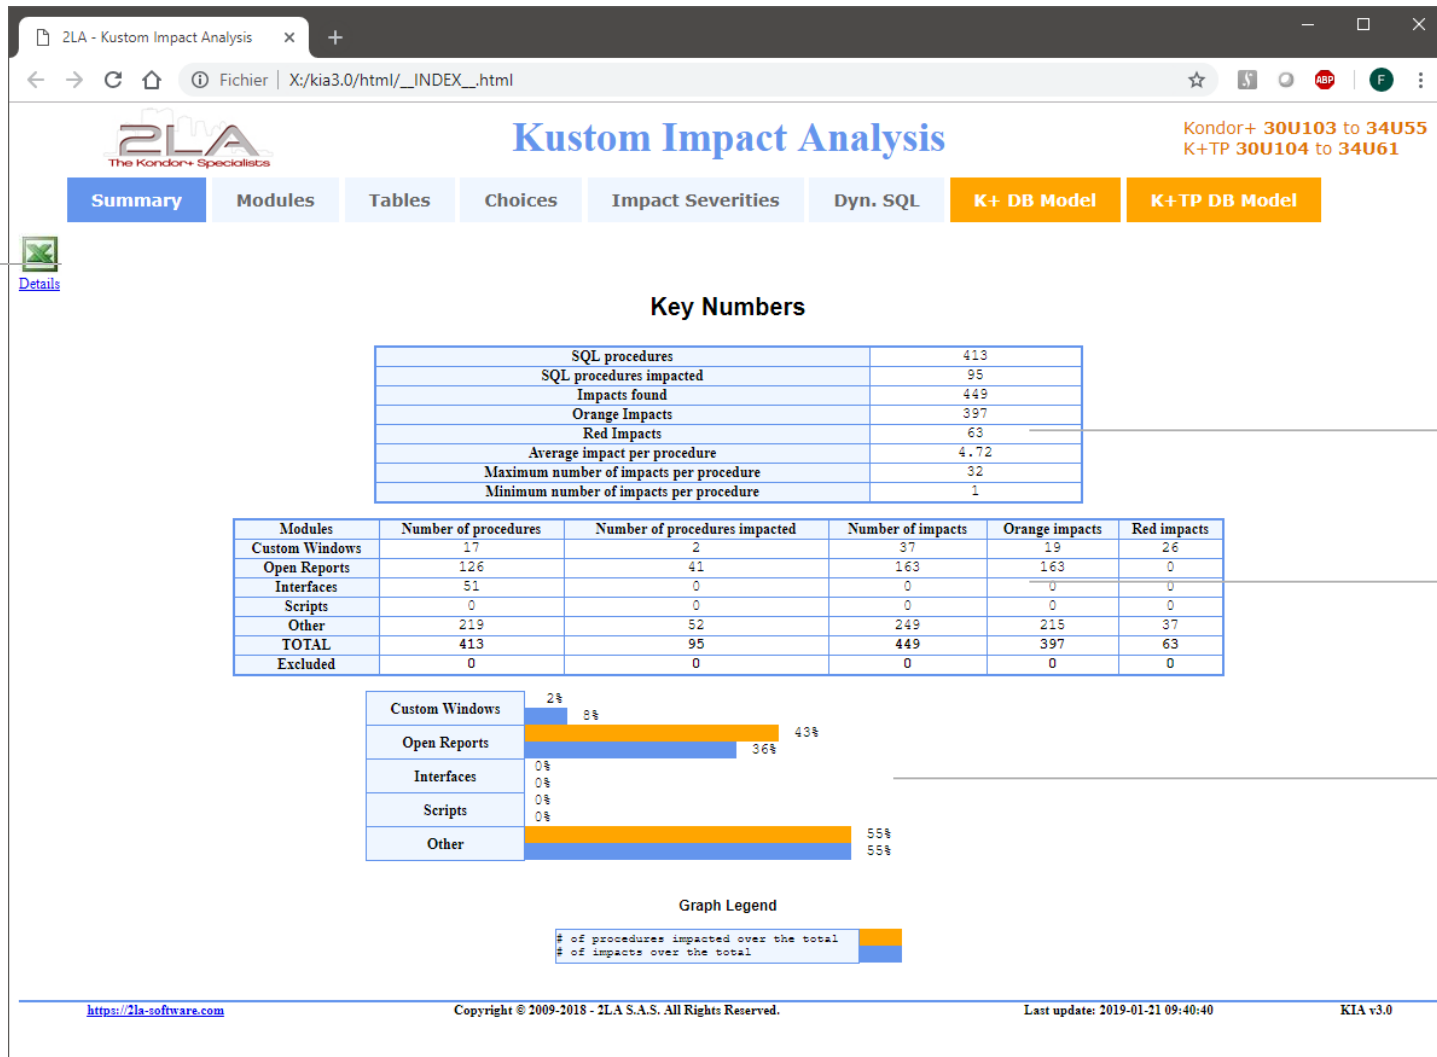 2LA - Kustom Impact Analysis
Fichier | X:/kia3.0/html/__INDEX__.html
ABP
F
2LA
The Kondor+ Specialists
Kustom Impact Analysis
Kondor+ 30U103 to 34U55
K+TP 30U104 to 34U61
Summary Modules Tables Choices Impact Severities Dyn. SQL K+ DB Model K+TP DB Model
Details
Key Numbers
SQL procedures 413
SQL procedures impacted 95
Impacts found 449
Orange Impacts 397
Red Impacts 63
Average impact per procedure 4.72
Maximum number of impacts per procedure 32
Minimum number of impacts per procedure 1
Modules Number of procedures Number of procedures impacted Number of impacts Orange impacts Red impacts
Custom Windows 17 2 37 19 26
Open Reports 126 41 163 163 0
Interfaces 51 0 0 0 0
Scripts 0 0 0 0 0
Other 219 52 249 215 37
TOTAL 413 95 449 397 63
Excluded 0 0 0 0 0
Custom Windows 2%
8%
Open Reports 43%
36%
Interfaces 0%
0%
Scripts 0%
0%
Other 55%
55%
Graph Legend
# of procedures impacted over the total
# of impacts over the total
https://2la-software.com Copyright © 2009-2018 - 2LA S.A.S. All Rights Reserved. Last update: 2019-01-21 09:40:40 KIA v3.0